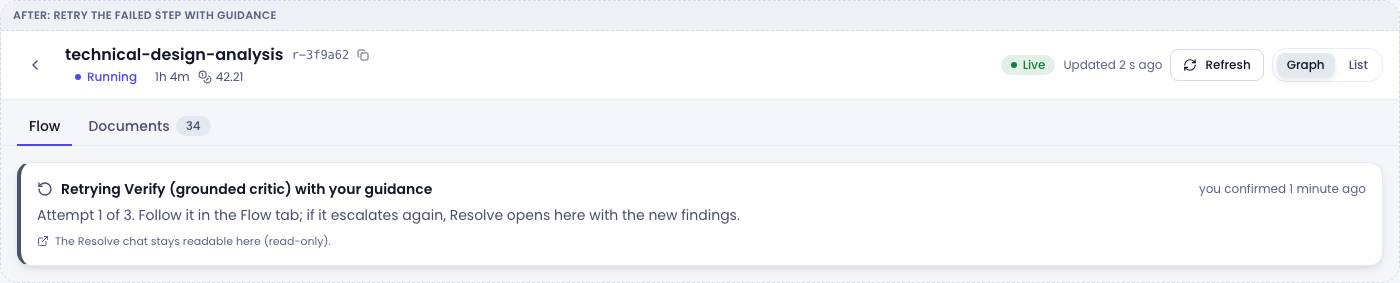 AFTER: RETRY THE FAILED STEP WITH GUIDANCE
technical-design-analysis r-3f9a62
Running 1h 4m 42.21
Live Updated 2 s ago Refresh Graph List
Flow Documents 34
Retrying Verify (grounded critic) with your guidance you confirmed 1 minute ago
Attempt 1 of 3. Follow it in the Flow tab; if it escalates again, Resolve opens here with the new findings.
The Resolve chat stays readable here (read-only).